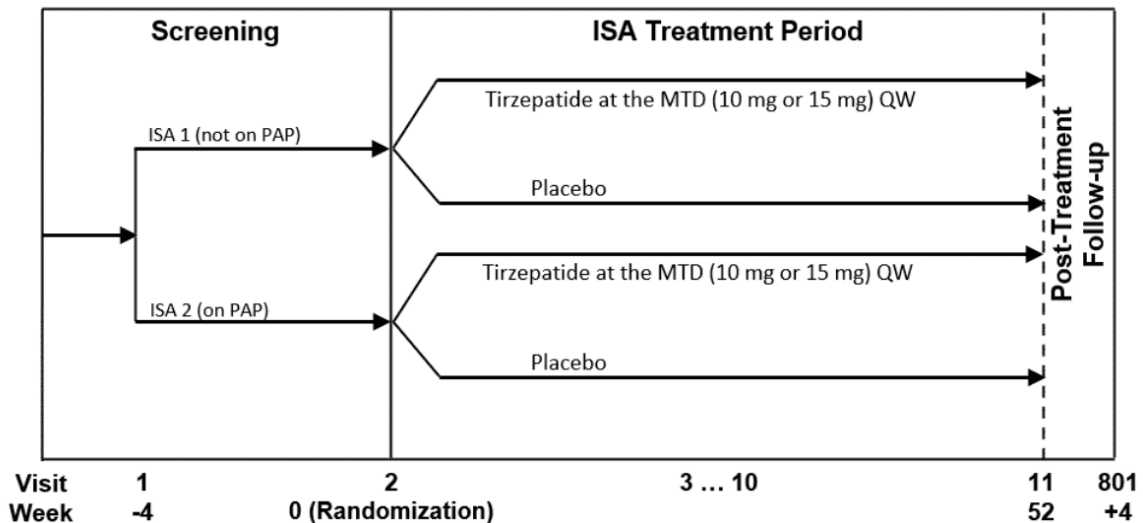 Screening
ISA Treatment Period
Tirzepatide at the MTD (10 mg or 15 mg) QW
ISA 1 (not on PAP)
Placebo
Tirzepatide at the MTD (10 mg or 15 mg) QW
ISA 2 (on PAP)
Placebo
Post-Treatment
Follow-up
Visit 1 2 3 … 10 11 801
Week -4 0 (Randomization) 52 +4